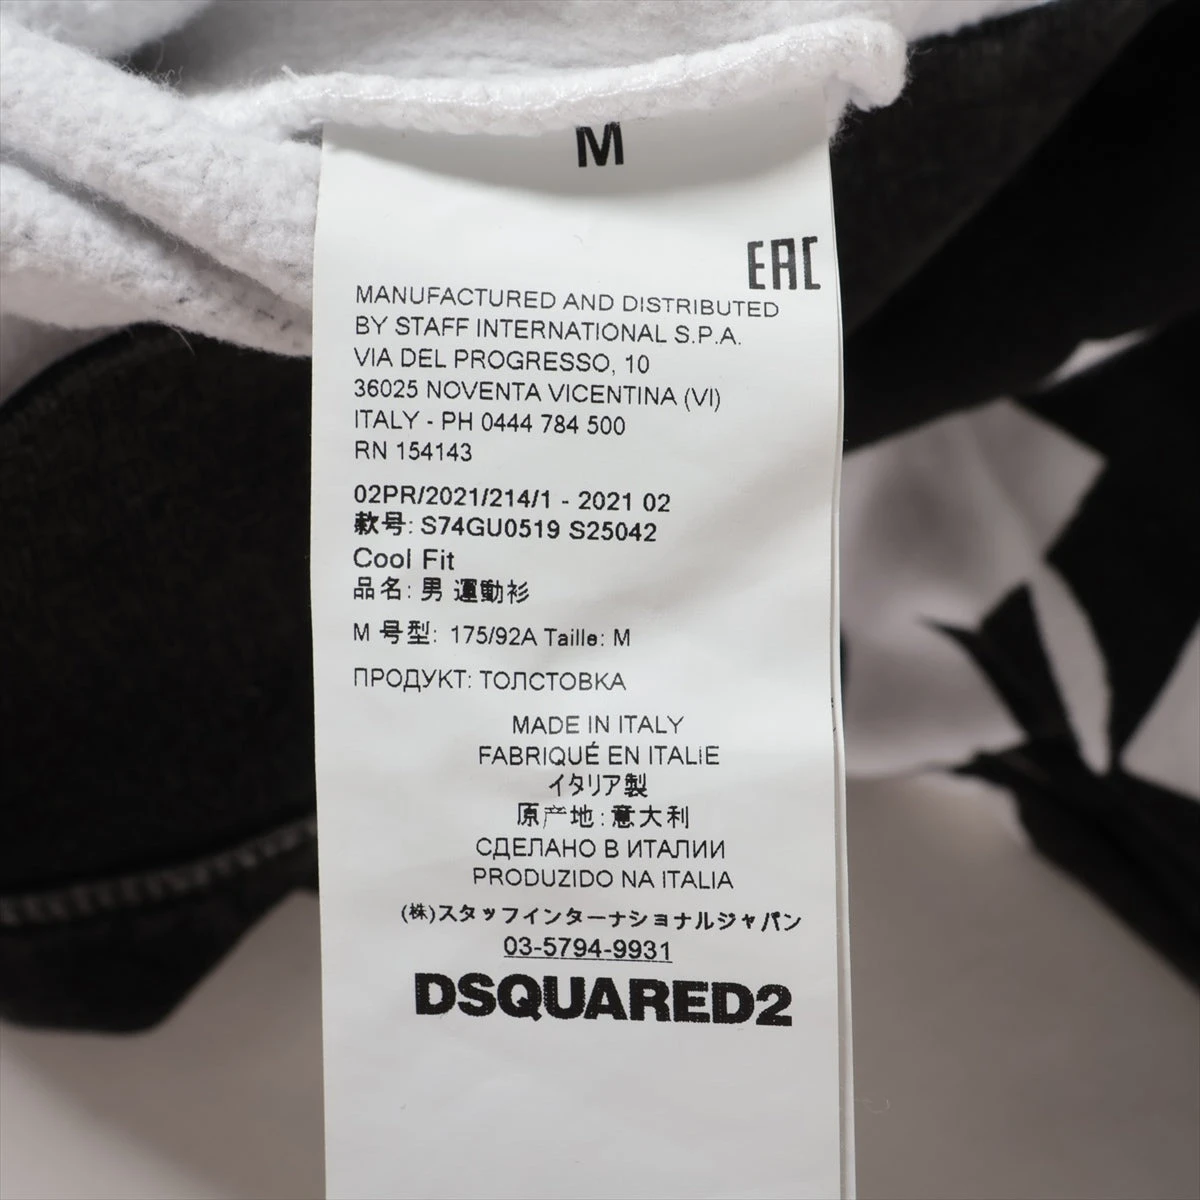 M
EAC
MANUFACTURED AND DISTRIBUTED
BY STAFF INTERNATIONAL S.P.A.
VIA DEL PROGRESSO, 10
36025 NOVENTA VICENTINA (VI)
ITALY - PH 0444 784 500
RN 154143
02PR/2021/214/1 - 2021 02
款号: S74GU0519 S25042
Cool Fit
品名: 男 運動衫
M 号型: 175/92A Taille: M
ПРОДУКТ: ТОЛСТОВКА
MADE IN ITALY
FABRIQUÉ EN ITALIE
イタリア製
原产地: 意大利
СДЕЛАНО В ИТАЛИИ
PRODUZIDO NA ITALIA
(株)スタッフインターナショナルジャパン
03-5794-9931
DSQUARED2